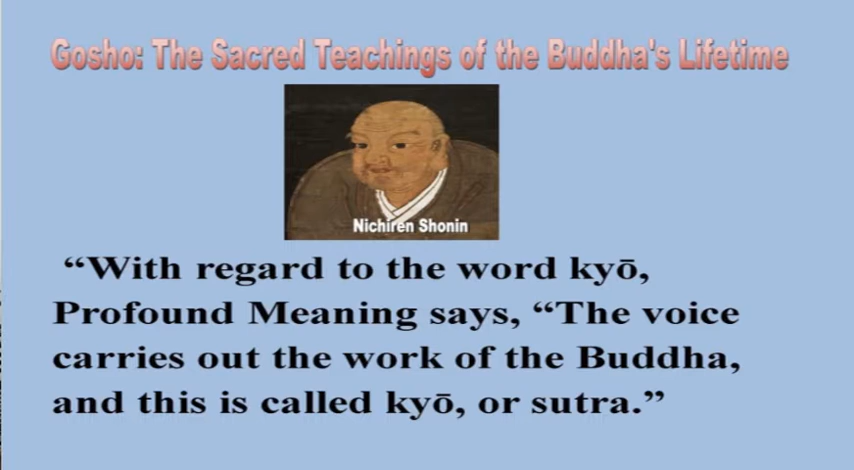 Gosho: The Sacred Teachings of the Buddha's Lifetime
Nichiren Shonin
“With regard to the word kyō,
Profound Meaning says, “The voice
carries out the work of the Buddha,
and this is called kyō, or sutra.”